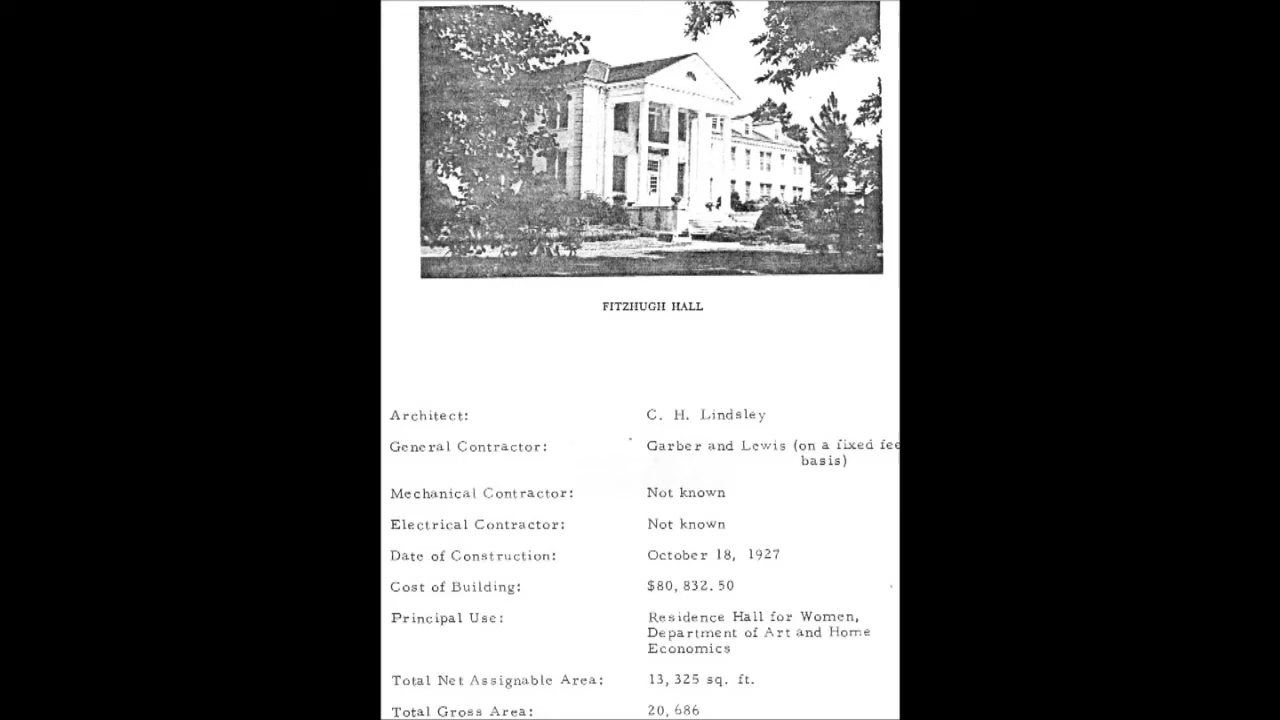 FITZHUGH HALL
Architect: C. H. Lindsley
General Contractor: Garber and Lewis (on a fixed fee
basis)
Mechanical Contractor: Not known
Electrical Contractor: Not known
Date of Construction: October 18, 1927
Cost of Building: $80,832.50
Principal Use: Residence Hall for Women,
Department of Art and Home
Economics
Total Net Assignable Area: 13,325 sq. ft.
Total Gross Area: 20,686